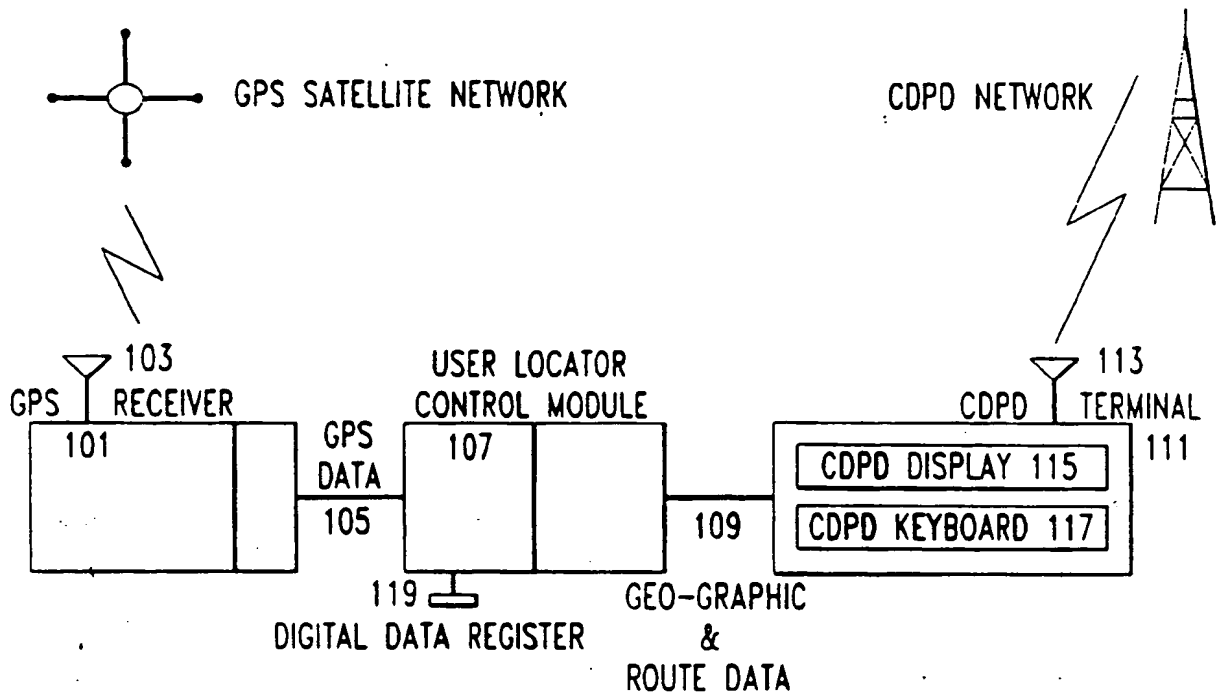 GPS SATELLITE NETWORK
CDPD NETWORK
103
GPS RECEIVER
101
GPS
DATA
105
USER LOCATOR
CONTROL MODULE
107
109
GEO-GRAPHIC
&
ROUTE DATA
119
DIGITAL DATA REGISTER
113
CDPD TERMINAL
111
CDPD DISPLAY 115
CDPD KEYBOARD 117